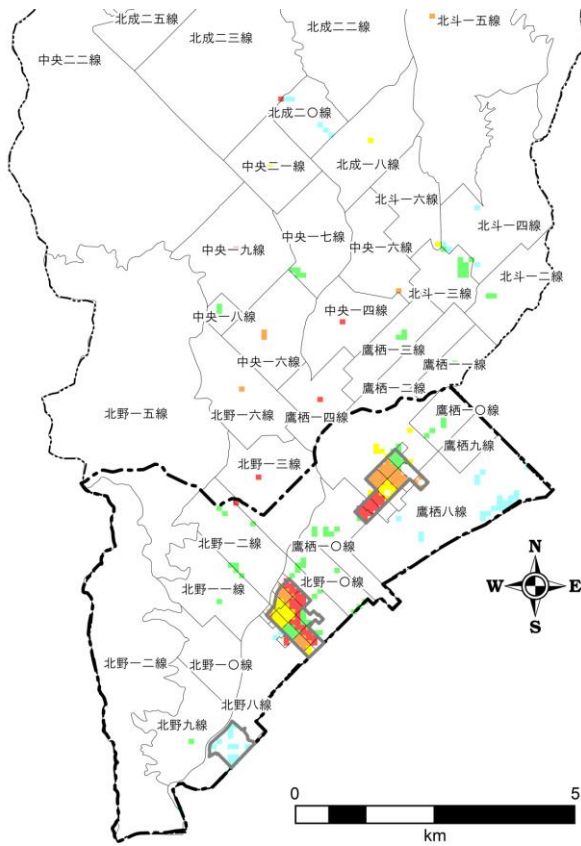 北成二五線
北成二三線
北成二二線
北斗一五線
中央二二線
北成二〇線
中央二一線
北成一八線
北斗一六線
北斗一四線
中央一七線
中央一九線
中央一六線
北斗一三線
北斗一二線
中央一八線
中央一四線
鷹栖一三線
鷹栖一一線
中央一六線
鷹栖一二線
北野一五線
北野一六線
鷹栖一四線
鷹栖一〇線
鷹栖九線
北野一三線
鷹栖八線
北野一二線
鷹栖一〇線
北野一一線
北野一〇線
N
W
E
S
北野一二線
北野一〇線
北野八線
北野九線
0
5
km